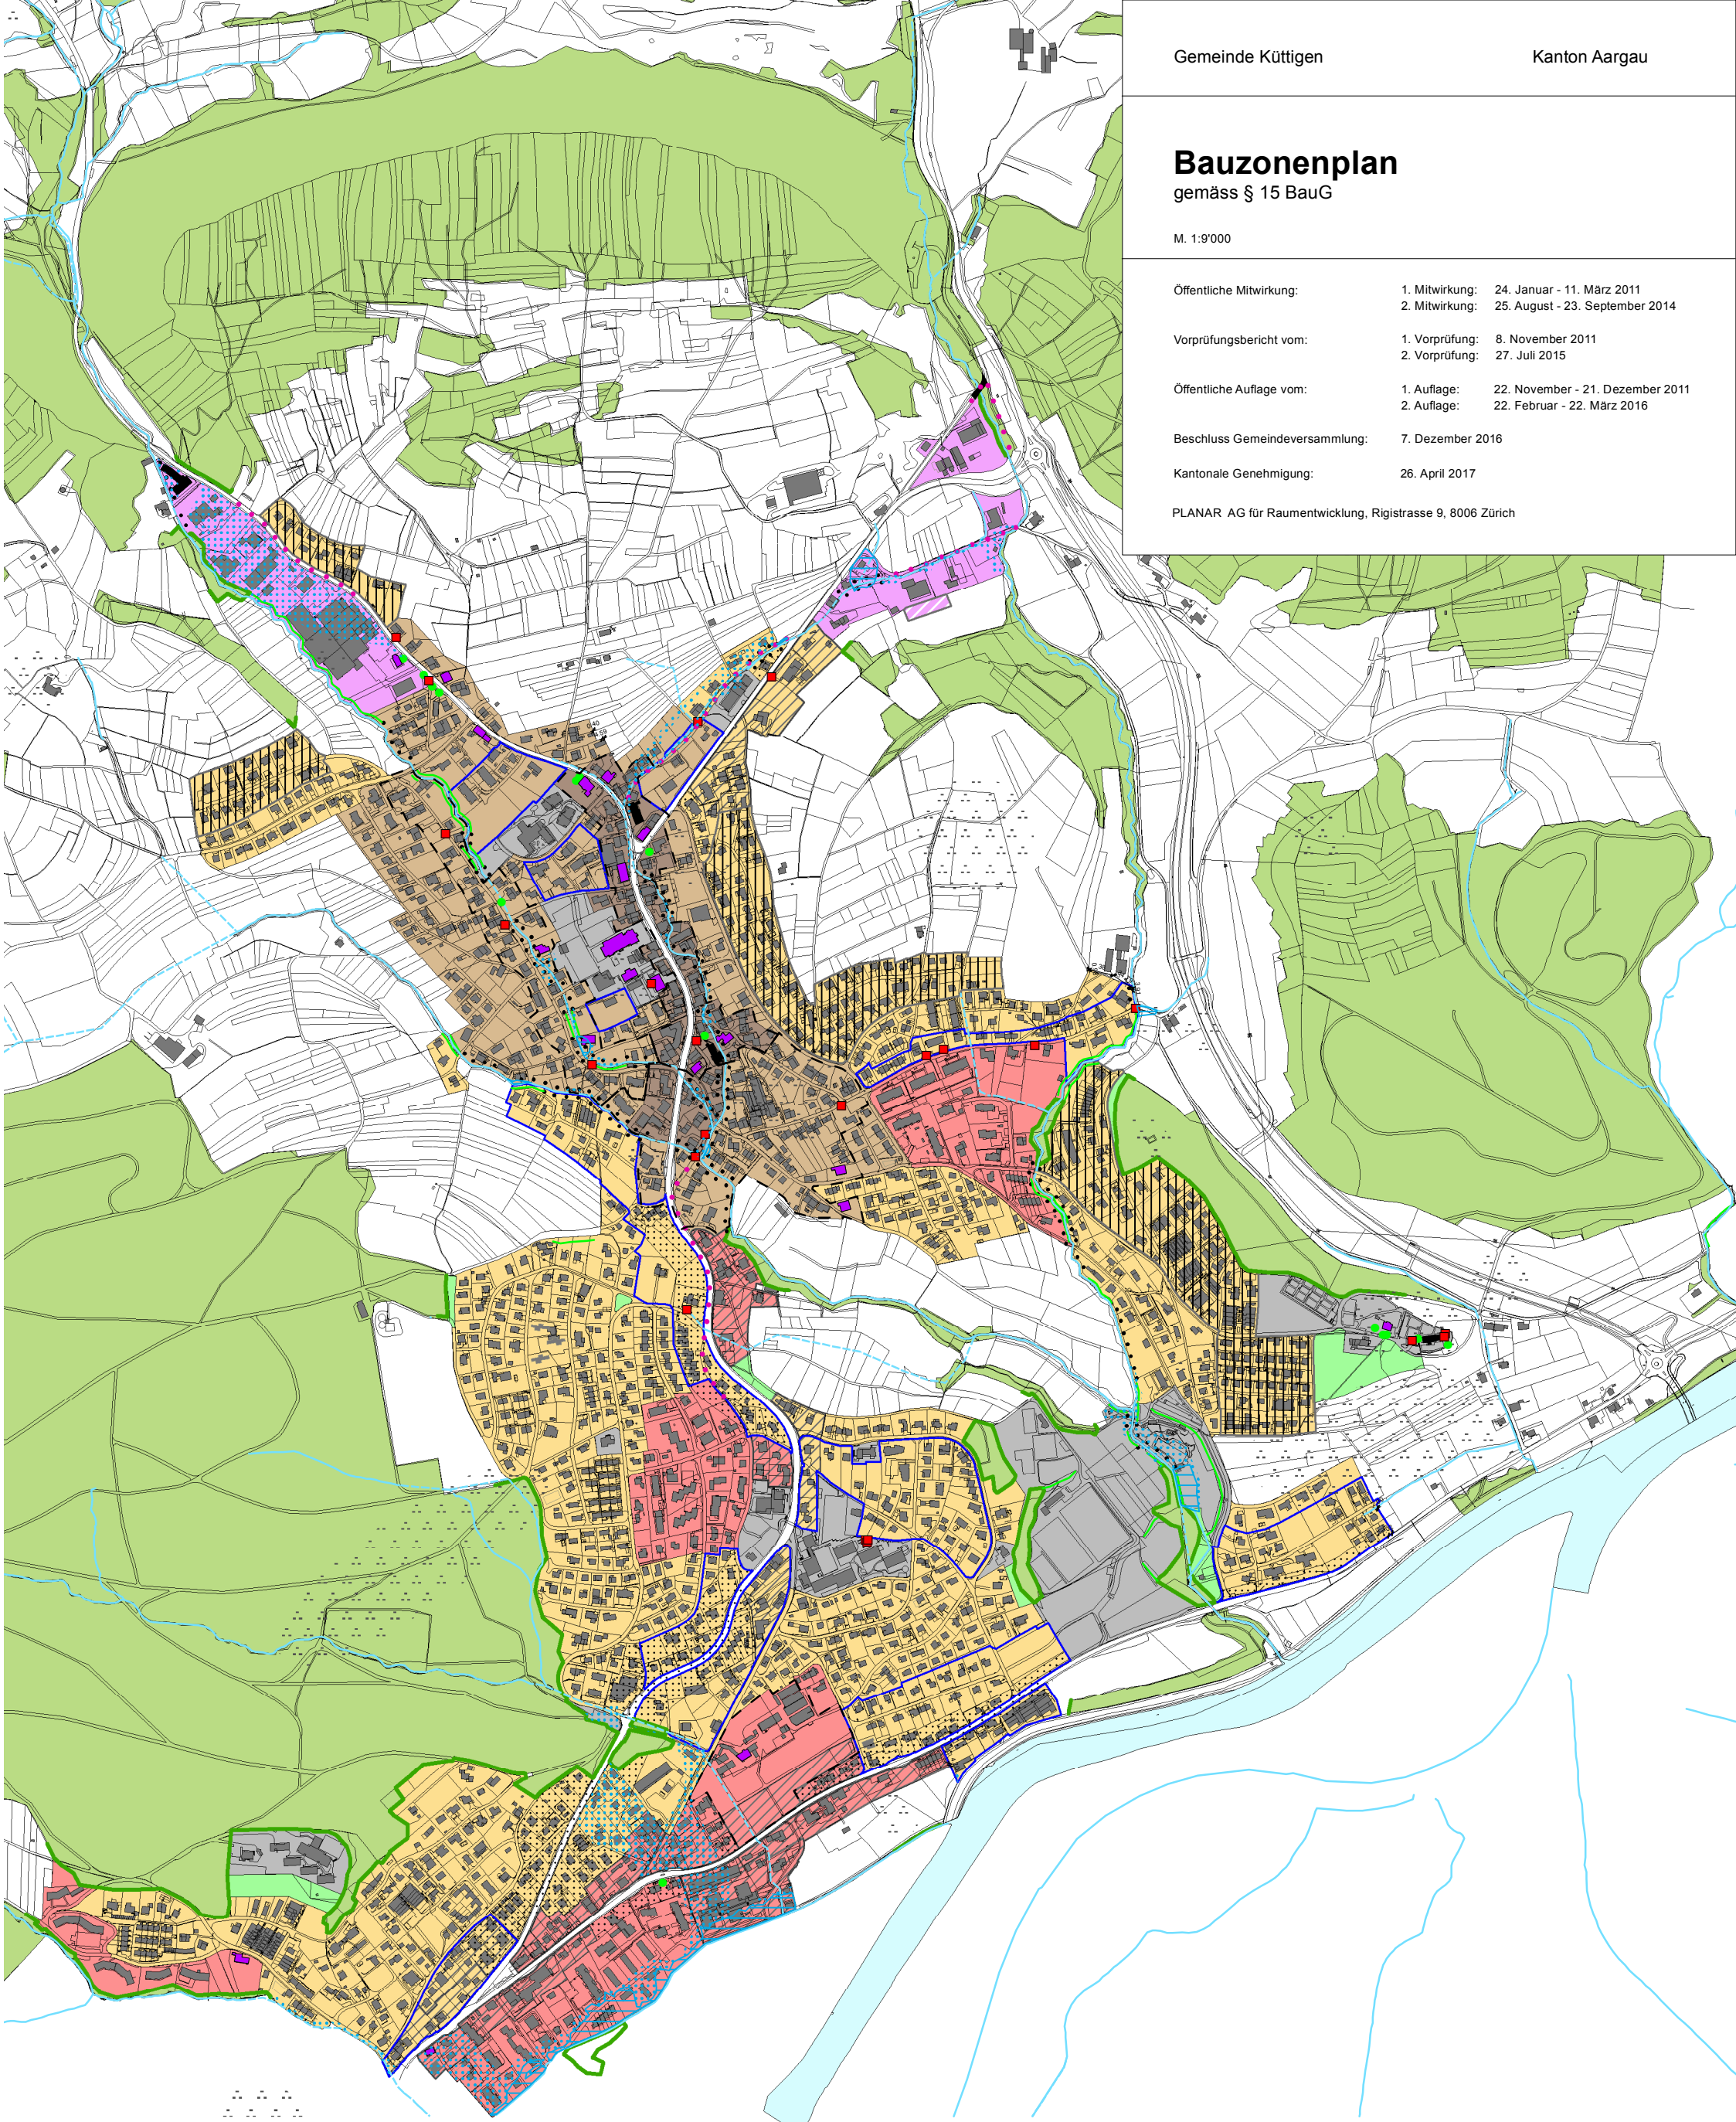 Gemeinde Küttigen Kanton Aargau
Bauzonenplan
gemäss § 15 BauG
M. 1:9'000
Öffentliche Mitwirkung: 1. Mitwirkung: 24. Januar - 11. März 2011
2. Mitwirkung: 25. August - 23. September 2014
Vorprüfungsbericht vom: 1. Vorprüfung: 8. November 2011
2. Vorprüfung: 27. Juli 2015
Öffentliche Auflage vom: 1. Auflage: 22. November - 21. Dezember 2011
2. Auflage: 22. Februar - 22. März 2016
Beschluss Gemeindeversammlung: 7. Dezember 2016
Kantonale Genehmigung: 26. April 2017
PLANAR AG für Raumentwicklung, Rigistrasse 9, 8006 Zürich